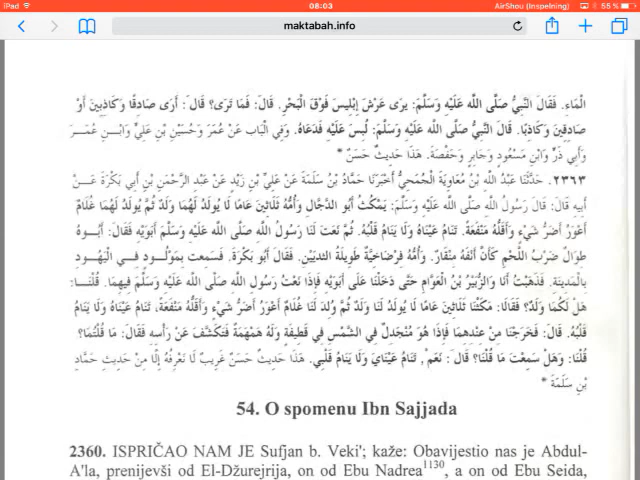 iPad
08:03
AirShou (Inspelning)
55 %
maktabah.info
الْمَاءِ. فَقَالَ النَّبِيُّ صَلَّى اللَّه عَلَيْهِ وَسَلَّمَ: يرَى عَرْشَ إِبْلِيسَ فَوْقَ الْبَحْرِ. قَالَ: فَمَا تَرَى؟ قَالَ: أَرَى صَادِقًا وَكَاذِبِينَ أَوْ
صَادِقِينَ وَكَاذِبًا. قَالَ النَّبِيُّ صَلَّى اللَّه عَلَيْهِ وَسَلَّمَ: لُبِسَ عَلَيْهِ فَدَعَاهُ. وَفِي الْبَاب عَنْ عُمَرَ وَحُسَيْنِ بْنِ عَلِيٍّ وَابْنِ عُمَرَ
وَأَبِي ذَرٍّ وَابْنِ مَسْعُودٍ وَجَابِرٍ وَحَفْصَةَ. هَذَا حَدِيثٌ حَسَنٌ *
٢٣٦٣. حَدَّثَنَا عَبْدُ اللَّهِ بْنُ مُعَاوِيَةَ الْجُمَحِيُّ أَخْبَرَنَا حَمَّادُ بْنُ سَلَمَةَ عَنْ عَلِيِّ بْنِ زَيْدٍ عَنْ عَبْدِ الرَّحْمَنِ بْنِ أَبِي بَكْرَةَ عَنْ
أَبِيهِ قَالَ: قَالَ رَسُولُ اللَّهِ صَلَّى اللَّه عَلَيْهِ وَسَلَّمَ: يَمْكُثُ أَبُو الدَّجَّالِ وَأُمُّهُ ثَلَاثِينَ عَامًا لَا يُولَدُ لَهُمَا وَلَدٌ ثُمَّ يُولَدُ لَهُمَا غُلَامٌ
أَعْوَرُ أَضَرُّ شَيْءٍ وَأَقَلُّهُ مَنْفَعَةً. تَنَامُ عَيْنَاهُ وَلَا يَنَامُ قَلْبُهُ. ثُمَّ نَعَتَ لَنَا رَسُولُ اللَّهِ صَلَّى اللَّه عَلَيْهِ وَسَلَّمَ أَبَوَيْهِ فَقَالَ: أَبُوهُ
طِوَالٌ ضَرْبُ اللَّحْمِ كَأَنَّ أَنْفَهُ مِنْقَارٌ. وَأُمُّهُ فِرْضَاخِيَّةٌ طَوِيلَةُ الثديَيْنِ. فَقَالَ أَبُو بَكْرَةَ. فَسَمِعت بِمَوْلُودٍ فِي الْيَهُودِ
بِالْمَدِينَةِ. فَذَهَبْتُ أَنَا وَالزُّبَيْرُ بْنُ الْعَوَّامِ حَتَّى دَخَلْنَا عَلَى أَبَوَيْهِ فَإِذَا نَعْتُ رَسُولِ اللَّهِ صَلَّى اللَّه عَلَيْهِ وَسَلَّمَ فِيهِمَا. قُلْنَا:
هَلْ لَكُمَا وَلَدٌ؟ فَقَالَا: مَكَثْنَا ثَلَاثِينَ عَامًا لَا يُولَدُ لَنَا وَلَدٌ ثُمَّ وُلِدَ لَنَا غُلَامٌ أَعْوَرُ أَضَرُّ شَيْءٍ وَأَقَلُّهُ مَنْفَعَةً. تَنَامُ عَيْنَاهُ وَلَا يَنَامُ
قَلْبُهُ. قَالَ: فَخَرَجْنَا مِنْ عِنْدِهِمَا فَإِذَا هُوَ مُنْجَدِلٌ فِي الشَّمْسِ فِي قَطِيفَةٍ وَلَهُ هَمْهَمَةٌ فَتَكَشَّفَ عَنْ رَأْسِهِ فَقَالَ: مَا قُلْتُمَا؟
قُلْنَا: وَهَلْ سَمِعْتَ مَا قُلْنَا؟ قَالَ: نَعَمْ. تَنَامُ عَيْنَايَ وَلَا يَنَامُ قَلْبِي. هَذَا حَدِيثٌ حَسَنٌ غَرِيبٌ لَا نَعْرِفُهُ إِلَّا مِنْ حَدِيثِ حَمَّادِ
بْنِ سَلَمَةَ *
54. O spomenu Ibn Sajjada
2360. ISPRIČAO NAM JE Sufjan b. Veki'; kaže: Obavijestio nas je Abdul-
A'la, prenijevši od El-Džurejrija, on od Ebu Nadrea1130, a on od Ebu Seida,